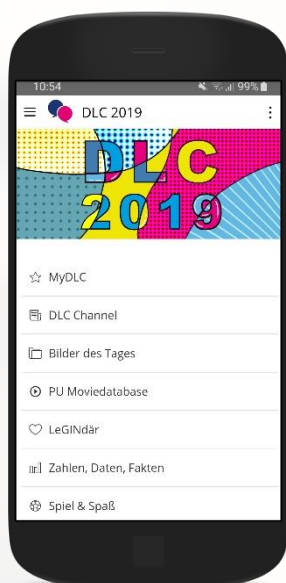 10:54 99%
DLC 2019
DLC
2019
MyDLC
DLC Channel
Bilder des Tages
PU Moviedatabase
LeGINdär
Zahlen, Daten, Fakten
Spiel & Spaß